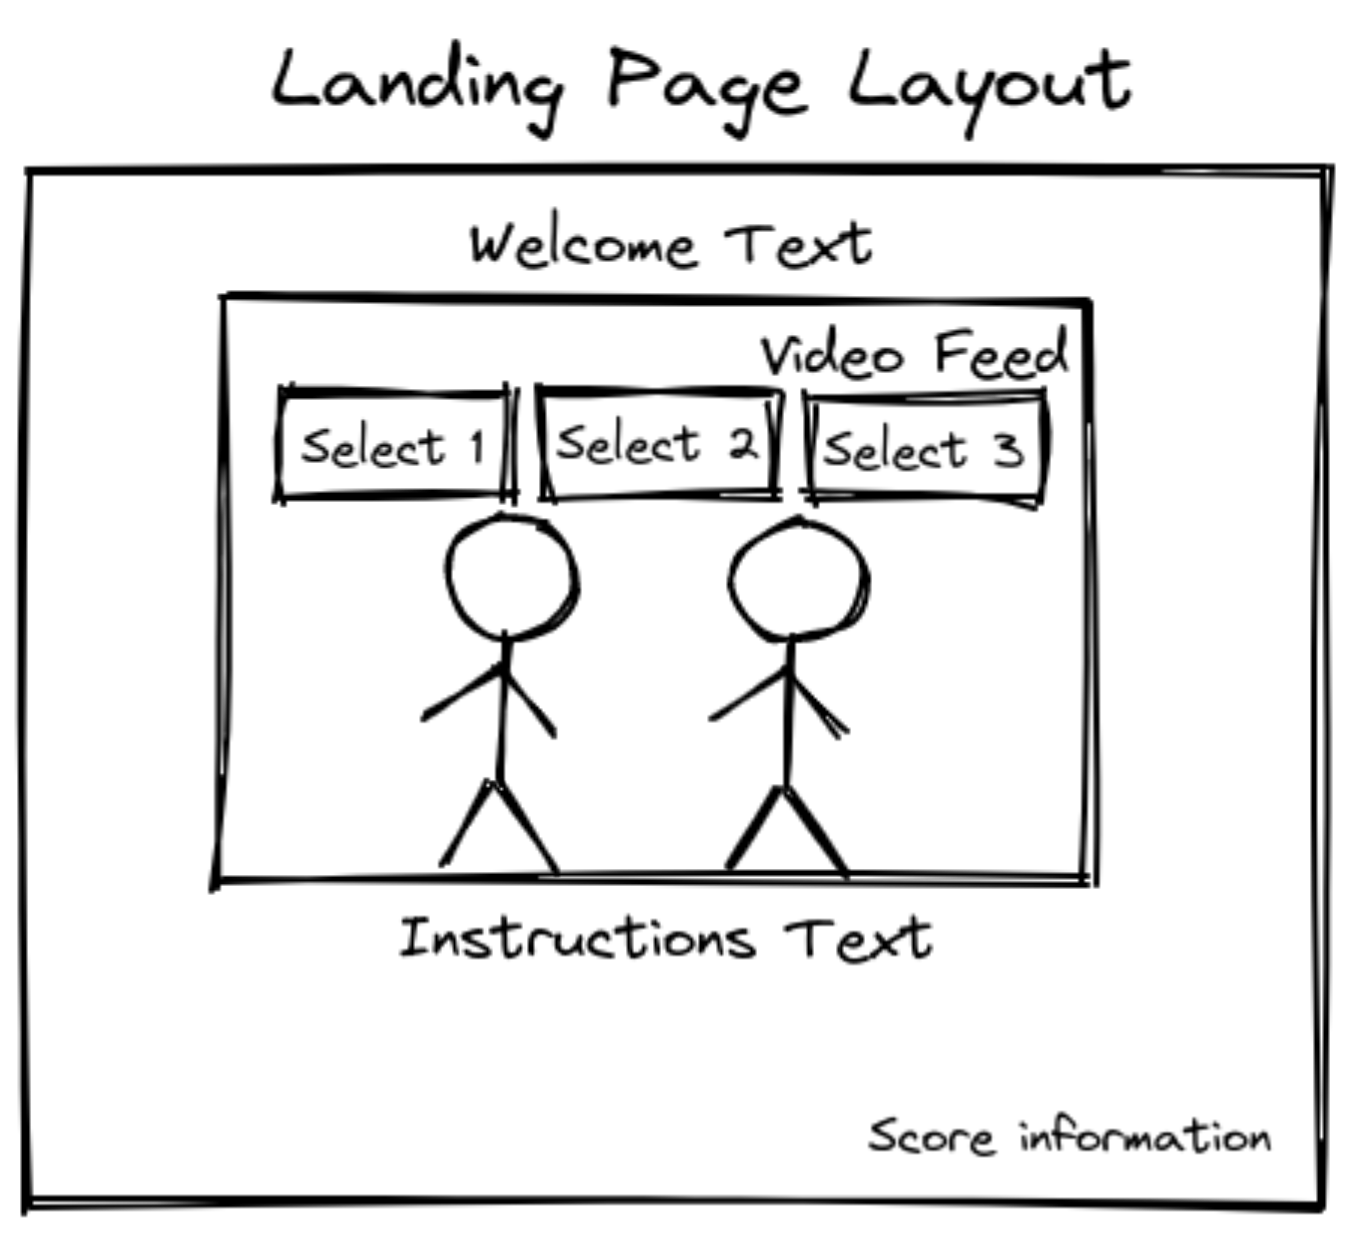 Landing Page Layout
Welcome Text
Video Feed
Select 1
Select 2
Select 3
Instructions Text
Score information